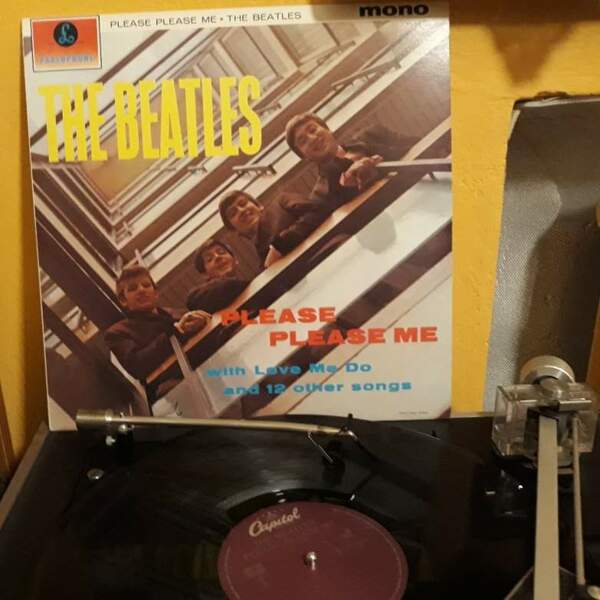 PLEASE PLEASE ME • THE BEATLES
mono
PARLOPHONE
THE BEATLES
PLEASE
PLEASE ME
with Love Me Do
and 12 other songs
Capitol